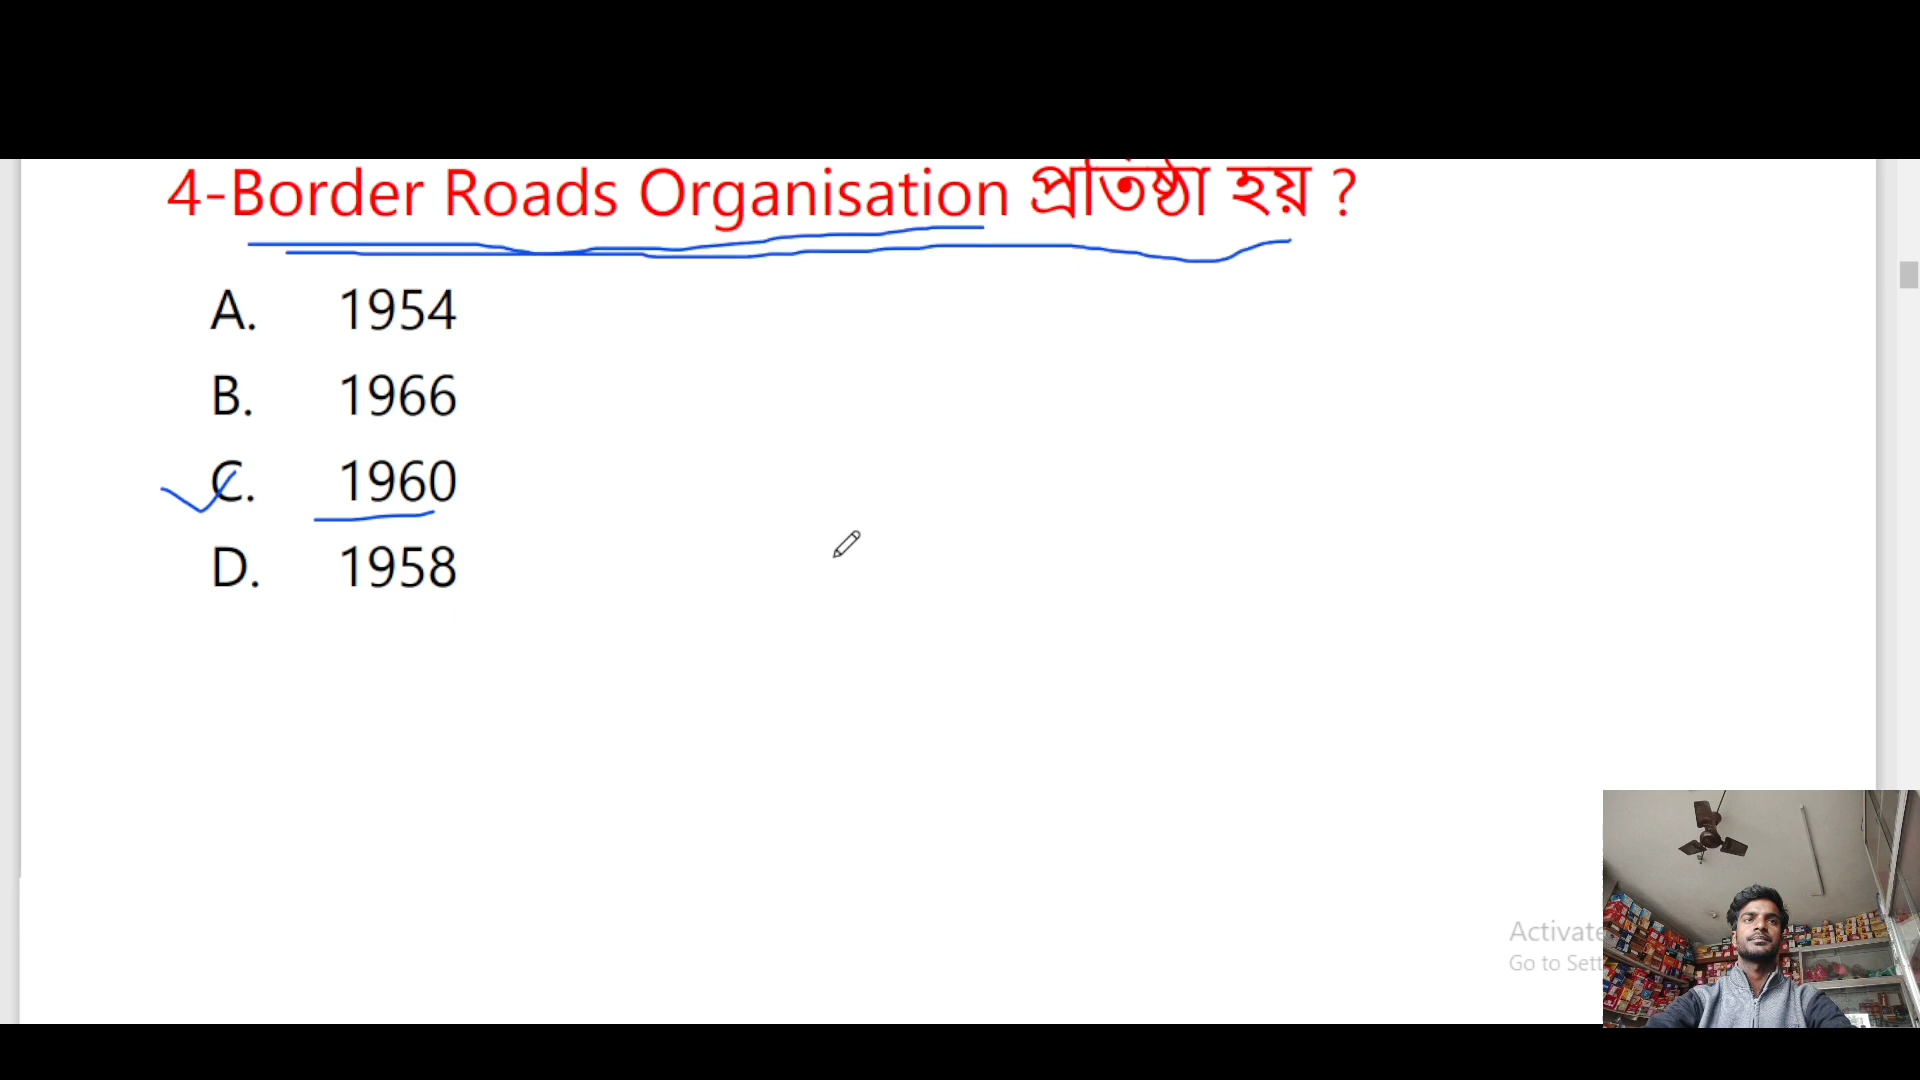 4-Border Roads Organisation প্রতিষ্ঠা হয় ?
A. 1954
B. 1966
C. 1960
D. 1958
Activate
Go to Sett